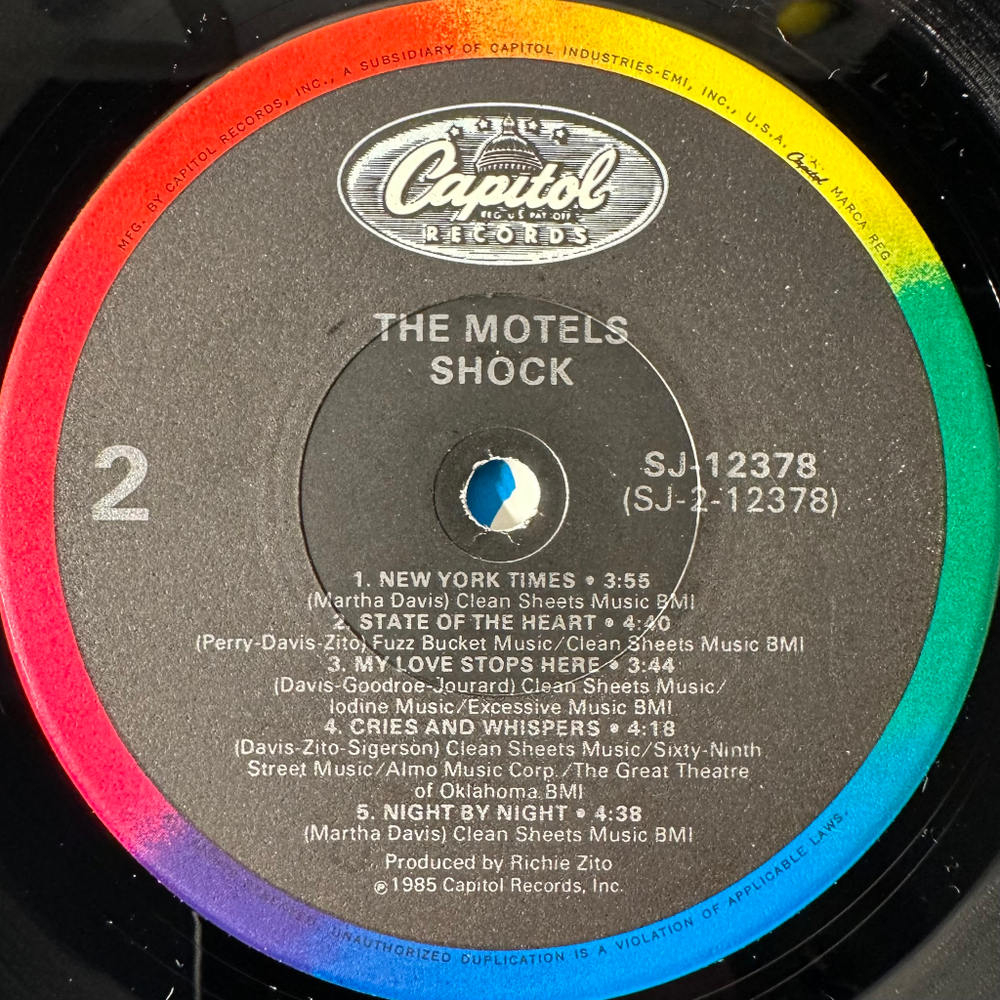 MFG. BY CAPITOL RECORDS, INC., A SUBSIDIARY OF CAPITOL INDUSTRIES-EMI, INC., U.S.A. Capitol MARCA REG.
Capitol
REG. U.S. PAT. OFF.
RECORDS
THE MOTELS
SHOCK
2
SJ-12378
(SJ-2-12378)
1. NEW YORK TIMES • 3:55
(Martha Davis) Clean Sheets Music BMI
2. STATE OF THE HEART • 4:40
(Perry-Davis-Zito) Fuzz Bucket Music/Clean Sheets Music BMI
3. MY LOVE STOPS HERE • 3:44
(Davis-Goodroe-Jourard) Clean Sheets Music/
Iodine Music/Excessive Music BMI
4. CRIES AND WHISPERS • 4:18
(Davis-Zito-Sigerson) Clean Sheets Music/Sixty-Ninth
Street Music/Almo Music Corp./The Great Theatre
of Oklahoma BMI
5. NIGHT BY NIGHT • 4:38
(Martha Davis) Clean Sheets Music BMI
Produced by Richie Zito
℗1985 Capitol Records, Inc.
UNAUTHORIZED DUPLICATION IS A VIOLATION OF APPLICABLE LAWS.